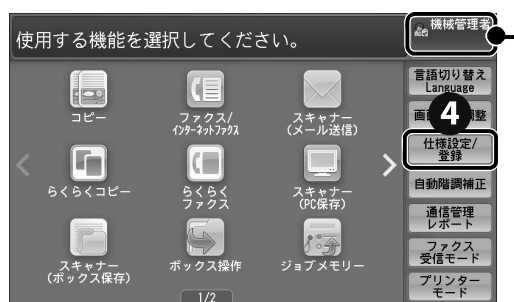 使用する機能を選択してください。
機械管理者
コピー
ファクス/
インターネットファクス
スキャナー
(メール送信)
らくらくコピー
らくらく
ファクス
スキャナー
(PC保存)
スキャナー
(ボックス保存)
ボックス操作
ジョブメモリー
1/2
言語切り替え
Language
4
整
仕様設定/
登録
自動階調補正
通信管理
レポート
ファクス
受信モード
プリンター
モード